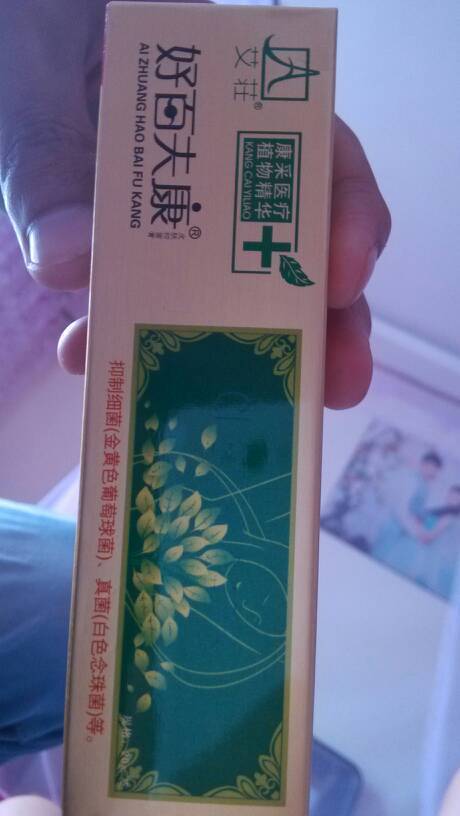 艾荘®
康采医疗
植物精华
KANG CAI YILIAO
好百夫康®
AI ZHUANG HAO BAI FU KANG
抑制细菌(金黄色葡萄球菌)、真菌(白色念珠菌)等。